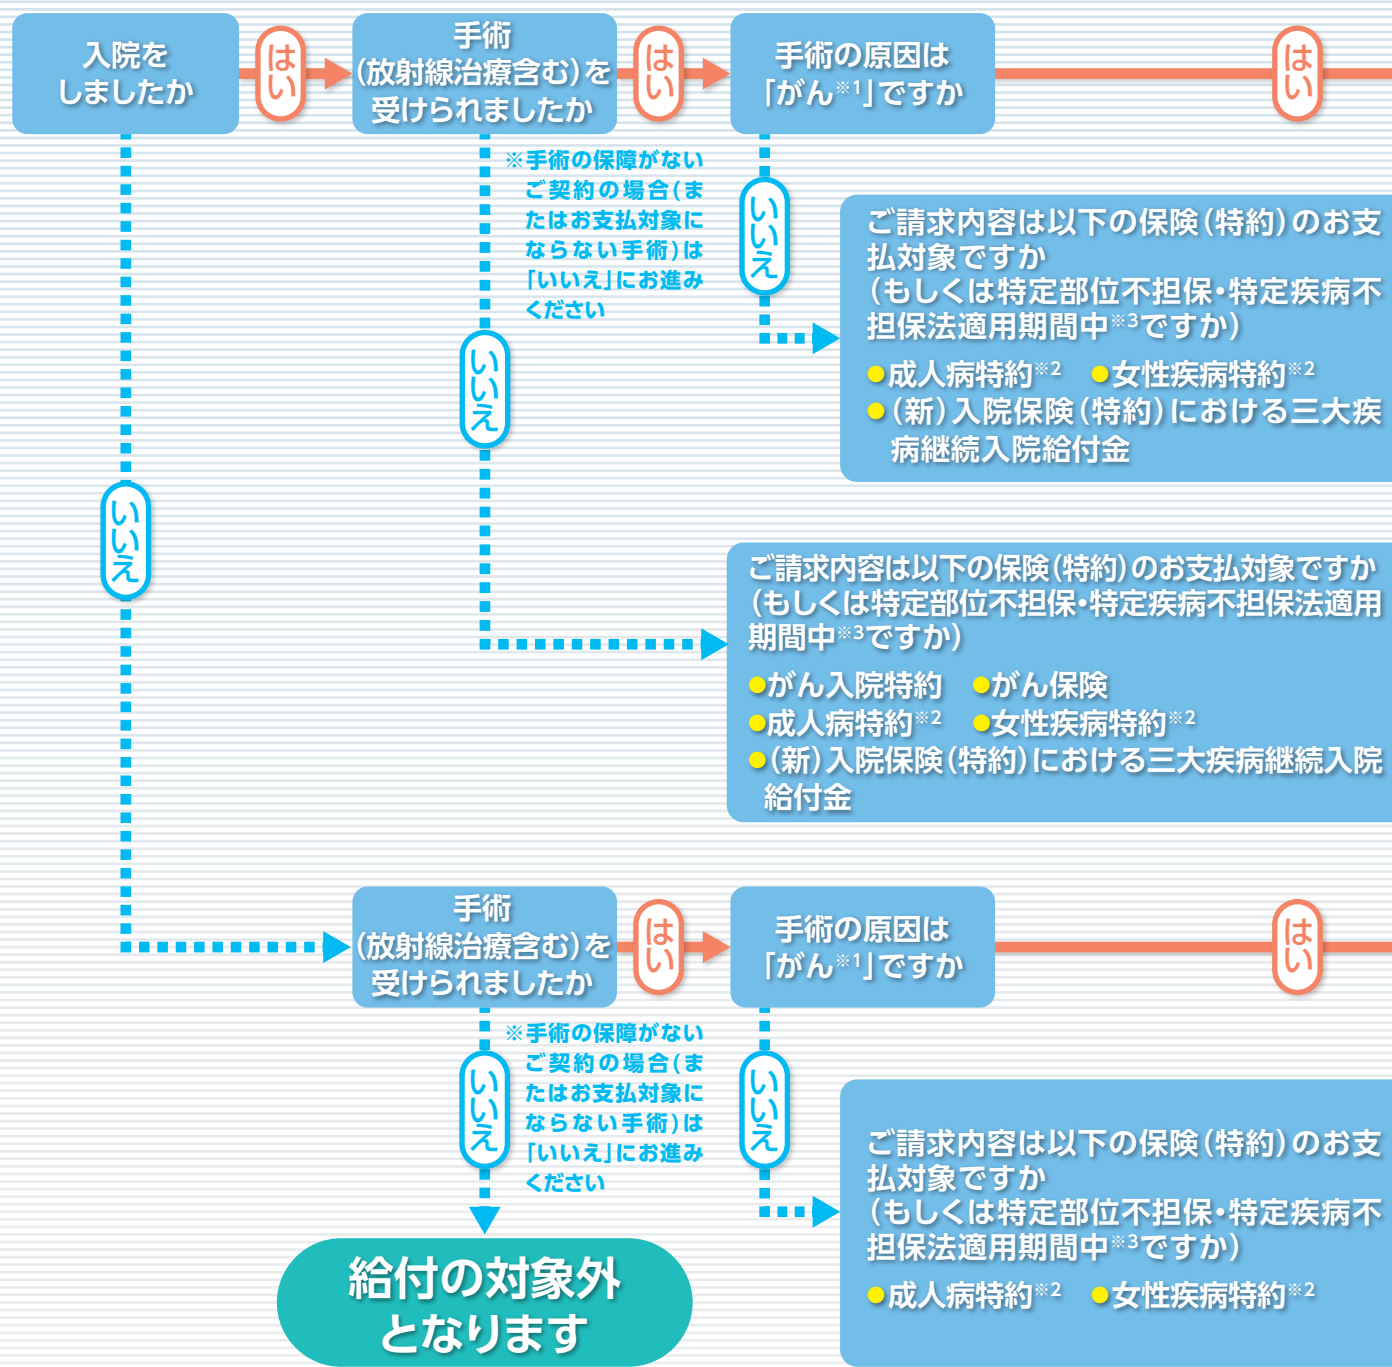 入院を
しましたか
はい
手術
(放射線治療含む)を
受けられましたか
はい
手術の原因は
「がん※1」ですか
はい
※手術の保障がない
ご契約の場合(ま
たはお支払対象に
ならない手術)は
「いいえ」にお進み
ください
いいえ
ご請求内容は以下の保険(特約)のお支
払対象ですか
(もしくは特定部位不担保・特定疾病不
担保法適用期間中※3ですか)
●成人病特約※2 ●女性疾病特約※2
●(新)入院保険(特約)における三大疾
病継続入院給付金
いいえ
いいえ
ご請求内容は以下の保険(特約)のお支払対象ですか
(もしくは特定部位不担保・特定疾病不担保法適用
期間中※3ですか)
●がん入院特約 ●がん保険
●成人病特約※2 ●女性疾病特約※2
●(新)入院保険(特約)における三大疾病継続入院
給付金
手術
(放射線治療含む)を
受けられましたか
はい
手術の原因は
「がん※1」ですか
はい
※手術の保障がない
ご契約の場合(ま
たはお支払対象に
ならない手術)は
「いいえ」にお進み
ください
いいえ
いいえ
ご請求内容は以下の保険(特約)のお支
払対象ですか
(もしくは特定部位不担保・特定疾病不
担保法適用期間中※3ですか)
●成人病特約※2 ●女性疾病特約※2
給付の対象外
となります